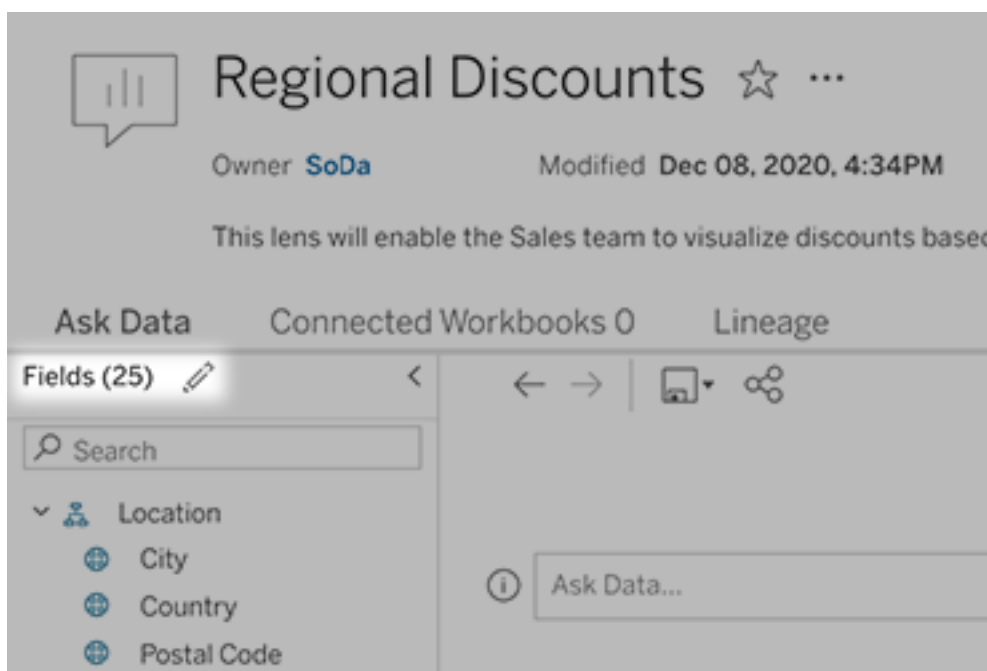 Regional Discounts
Owner SoDa Modified Dec 08, 2020, 4:34PM
This lens will enable the Sales team to visualize discounts based
Ask Data Connected Workbooks 0 Lineage
Fields (25)
Search
Location
City
Country
Postal Code
Ask Data...